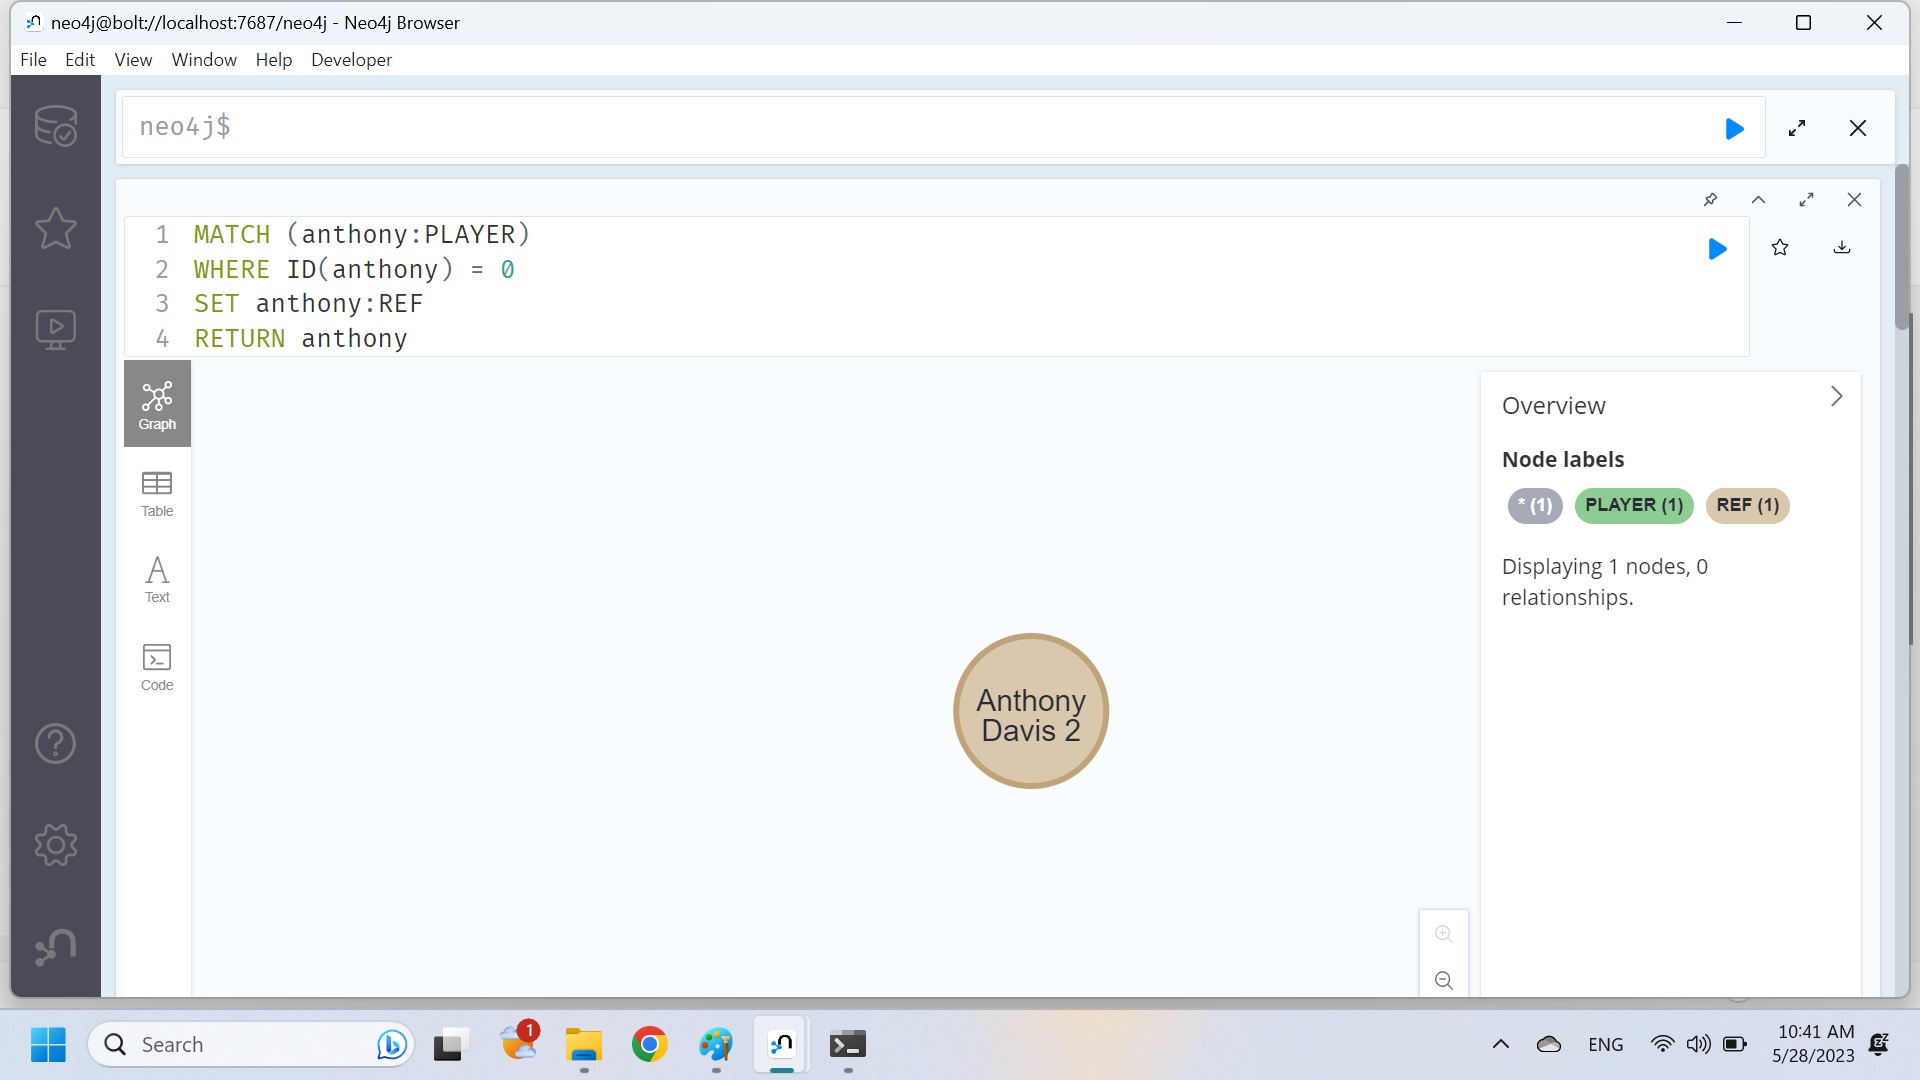 neo4j@bolt://localhost:7687/neo4j - Neo4j Browser
File Edit View Window Help Developer
neo4j$
1 MATCH (anthony:PLAYER)
2 WHERE ID(anthony) = 0
3 SET anthony:REF
4 RETURN anthony
Graph
Table
Text
Code
Anthony
Davis 2
Overview
Node labels
* (1) PLAYER (1) REF (1)
Displaying 1 nodes, 0
relationships.
Search
1
ENG
10:41 AM
5/28/2023